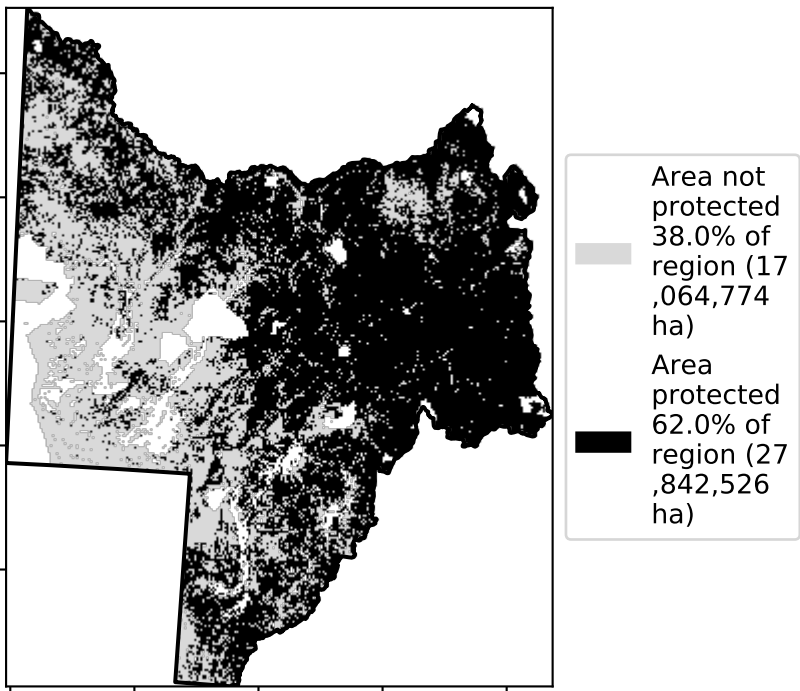 Area not
protected
38.0% of
region (17
,064,774
ha)
Area
protected
62.0% of
region (27
,842,526
ha)